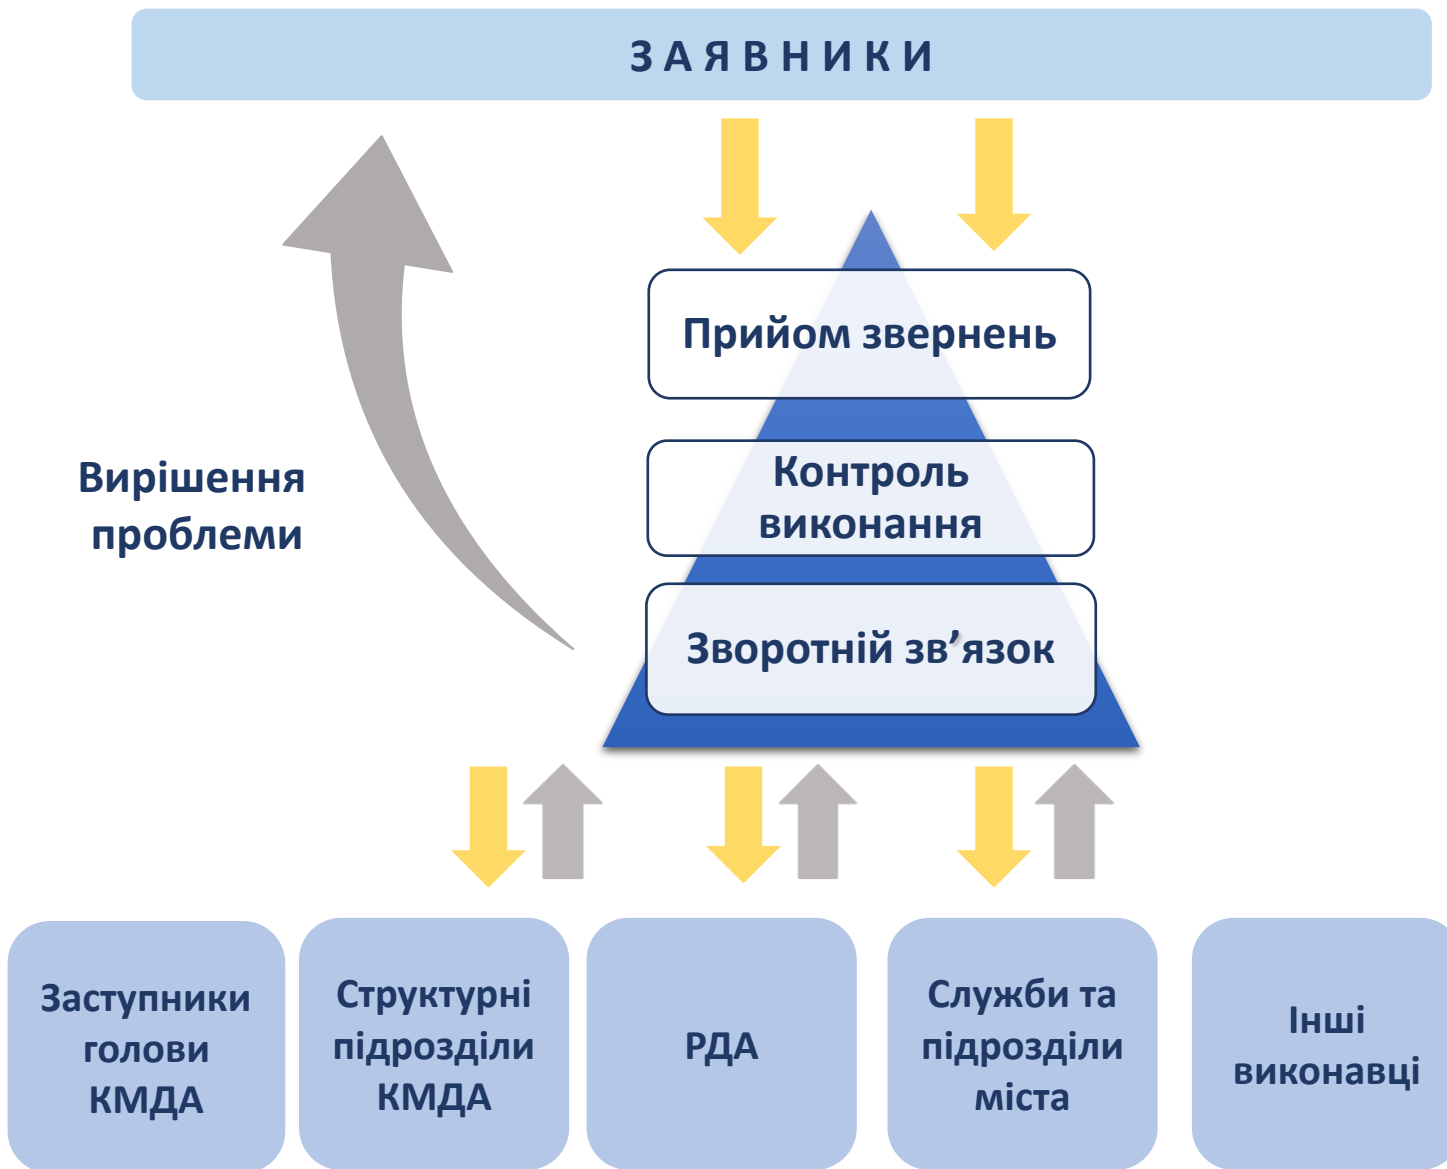 ЗАЯВНИКИ
Прийом звернень
Контроль
виконання
Зворотній зв’язок
Вирішення
проблеми
Заступники
голови
КМДА
Структурні
підрозділи
КМДА
РДА
Служби та
підрозділи
міста
Інші
виконавці